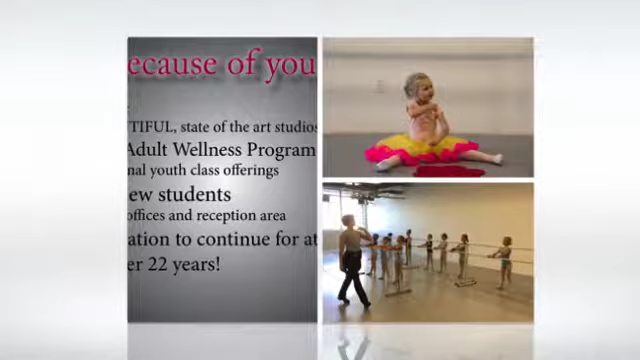 ecause of you
TIFUL, state of the art studios
Adult Wellness Program
nal youth class offerings
ew students
offices and reception area
ation to continue for at
er 22 years!